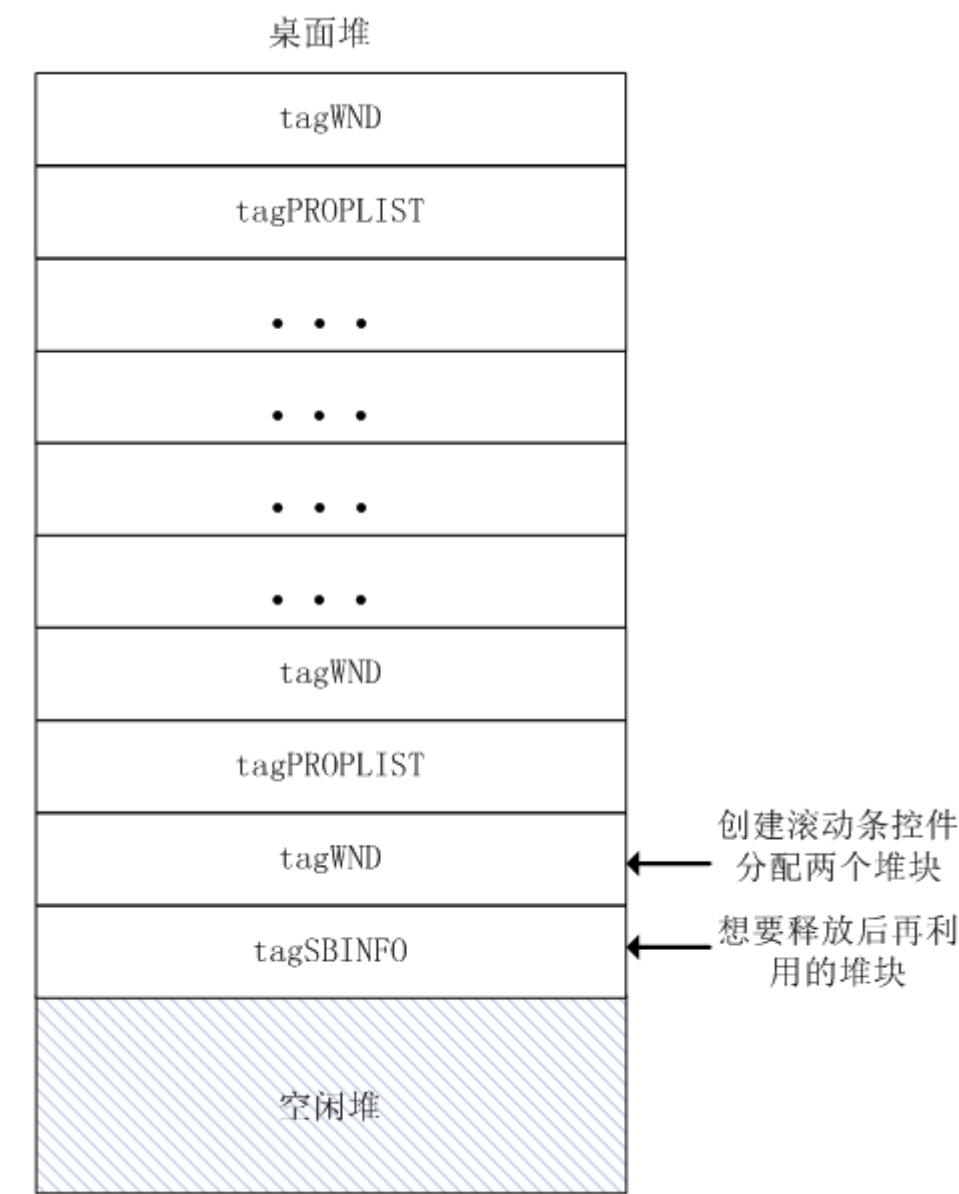 桌面堆
tagWND
tagPROPLIST
...
...
...
...
tagWND
tagPROPLIST
tagWND
创建滚动条控件
分配两个堆块
tagSBINFO
想要释放后再利
用的堆块
空闲堆